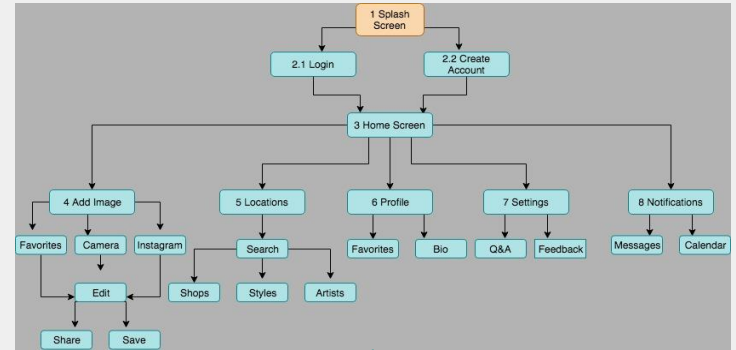 1 Splash
Screen
2.1 Login
2.2 Create
Account
3 Home Screen
4 Add Image
5 Locations
6 Profile
7 Settings
8 Notifications
Favorites
Camera
Instagram
Search
Favorites
Bio
Q&A
Feedback
Messages
Calendar
Edit
Shops
Styles
Artists
Share
Save